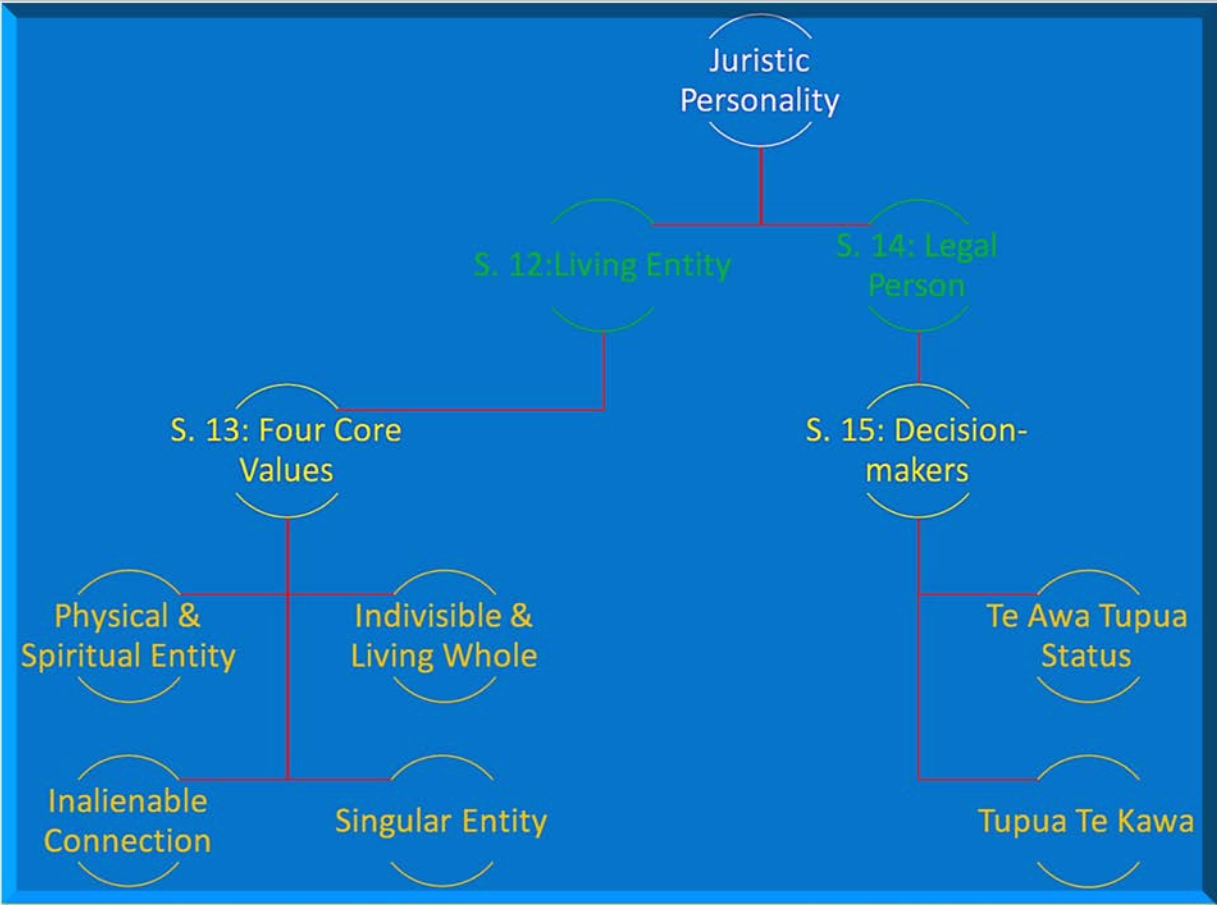 Juristic
Personality
S. 12:Living Entity
S. 14: Legal
Person
S. 13: Four Core
Values
S. 15: Decision-
makers
Physical &
Spiritual Entity
Indivisible &
Living Whole
Te Awa Tupua
Status
Inalienable
Connection
Singular Entity
Tupua Te Kawa